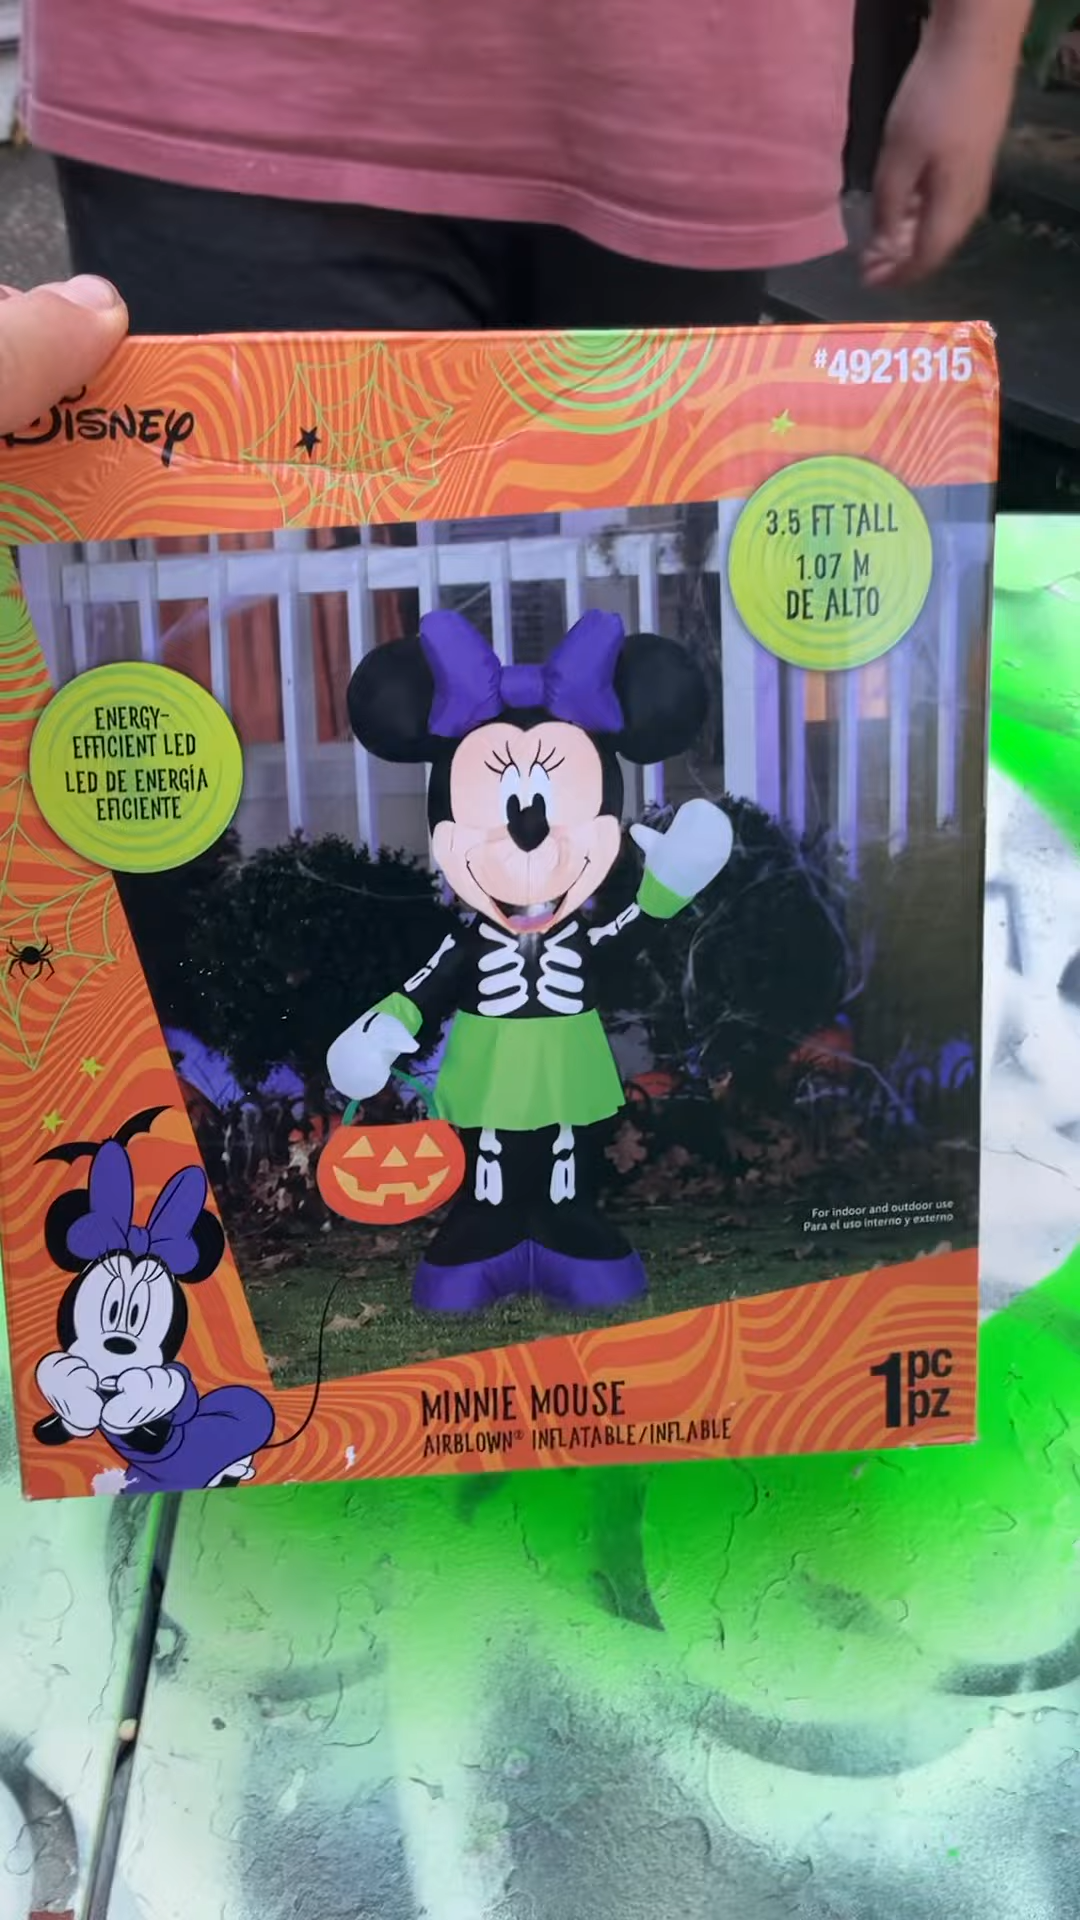 #4921315
DISNEY
3.5 FT TALL
1.07 M
DE ALTO
ENERGY-
EFFICIENT LED
LED DE ENERGÍA
EFICIENTE
For indoor and outdoor use
Para el uso interno y externo
1 pc
pz
MINNIE MOUSE
AIRBLOWN® INFLATABLE/INFLABLE